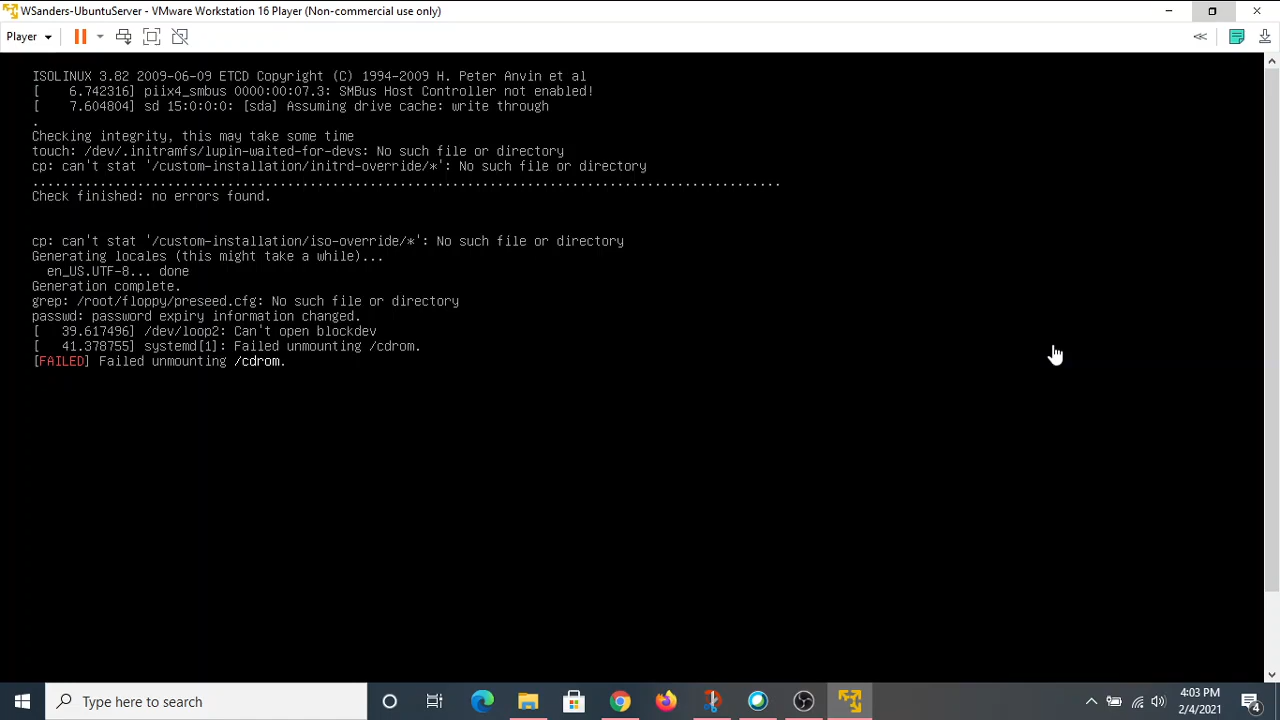 WSanders-UbuntuServer - VMware Workstation 16 Player (Non-commercial use only)
Player
ISOLINUX 3.82 2009-06-09 ETCD Copyright (C) 1994-2009 H. Peter Anvin et al
[    6.742316] piix4_smbus 0000:00:07.3: SMBus Host Controller not enabled!
[    7.604804] sd 15:0:0:0: [sda] Assuming drive cache: write through
.
Checking integrity, this may take some time
touch: /dev/.initramfs/lupin-waited-for-devs: No such file or directory
cp: can't stat '/custom-installation/initrd-override/*': No such file or directory
....................................................................................................
Check finished: no errors found.
cp: can't stat '/custom-installation/iso-override/*': No such file or directory
Generating locales (this might take a while)...
  en_US.UTF-8... done
Generation complete.
grep: /root/floppy/preseed.cfg: No such file or directory
passwd: password expiry information changed.
[   39.617496] /dev/loop2: Can't open blockdev
[   41.378755] systemd[1]: Failed unmounting /cdrom.
[FAILED] Failed unmounting /cdrom.
Type here to search
4:03 PM
2/4/2021
4